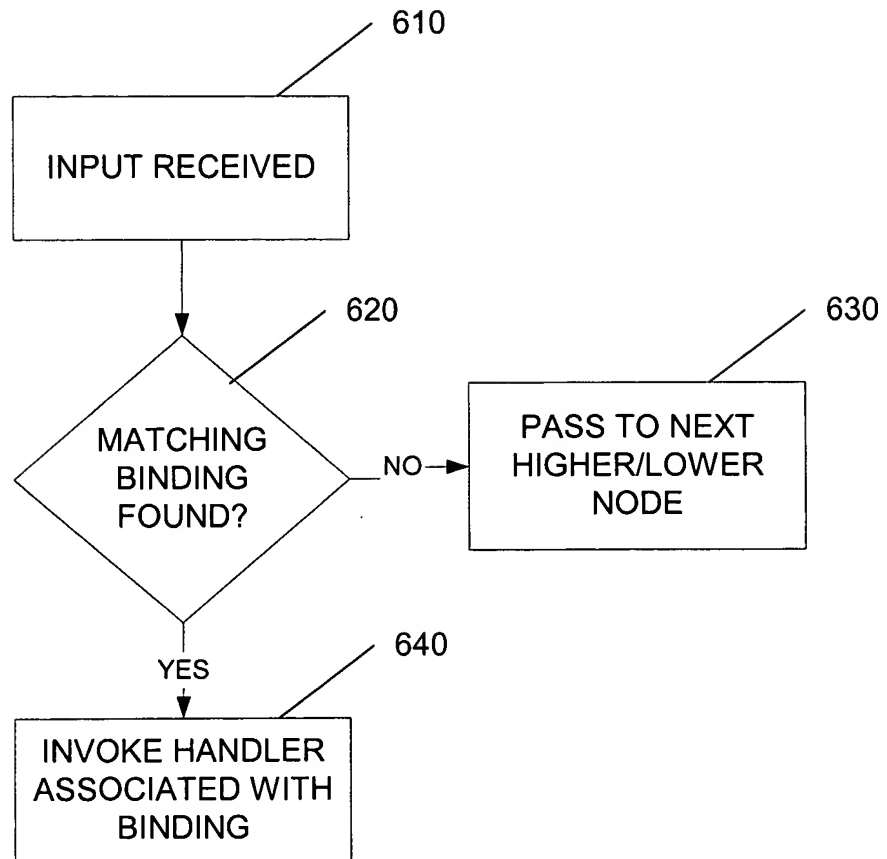 610
INPUT RECEIVED
620
630
MATCHING
BINDING
FOUND?
NO
PASS TO NEXT
HIGHER/LOWER
NODE
YES
640
INVOKE HANDLER
ASSOCIATED WITH
BINDING